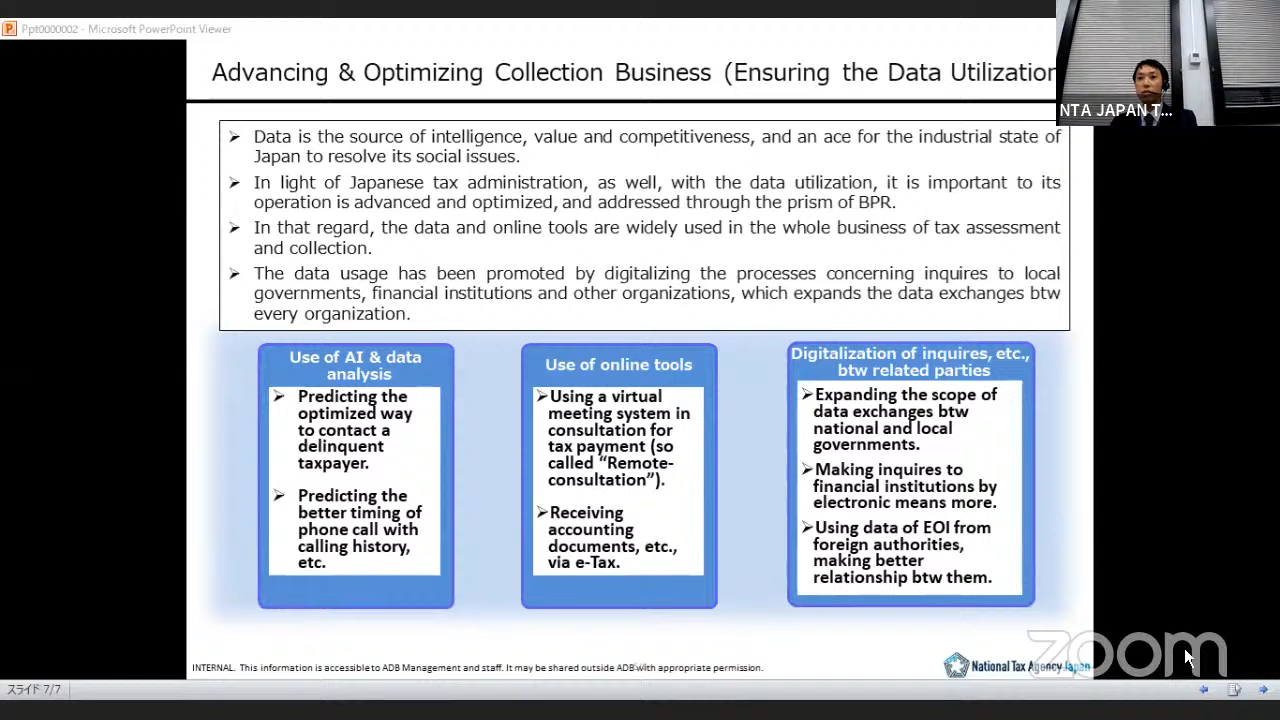 Ppt0000002 - Microsoft PowerPoint Viewer
Advancing & Optimizing Collection Business (Ensuring the Data Utilization
NTA JAPAN T...
➢ Data is the source of intelligence, value and competitiveness, and an ace for the industrial state of
Japan to resolve its social issues.
➢ In light of Japanese tax administration, as well, with the data utilization, it is important to its
operation is advanced and optimized, and addressed through the prism of BPR.
➢ In that regard, the data and online tools are widely used in the whole business of tax assessment
and collection.
➢ The data usage has been promoted by digitalizing the processes concerning inquires to local
governments, financial institutions and other organizations, which expands the data exchanges btw
every organization.
Use of AI & data
analysis
➢ Predicting the
optimized way
to contact a
delinquent
taxpayer.
➢ Predicting the
better timing of
phone call with
calling history,
etc.
Use of online tools
➢Using a virtual
meeting system in
consultation for
tax payment (so
called “Remote-
consultation”).
➢Receiving
accounting
documents, etc.,
via e-Tax.
Digitalization of inquires, etc.,
btw related parties
➢Expanding the scope of
data exchanges btw
national and local
governments.
➢Making inquires to
financial institutions by
electronic means more.
➢Using data of EOI from
foreign authorities,
making better
relationship btw them.
INTERNAL. This information is accessible to ADB Management and staff. It may be shared outside ADB with appropriate permission.
National Tax Agency Japan
zoom
スライド 7/7